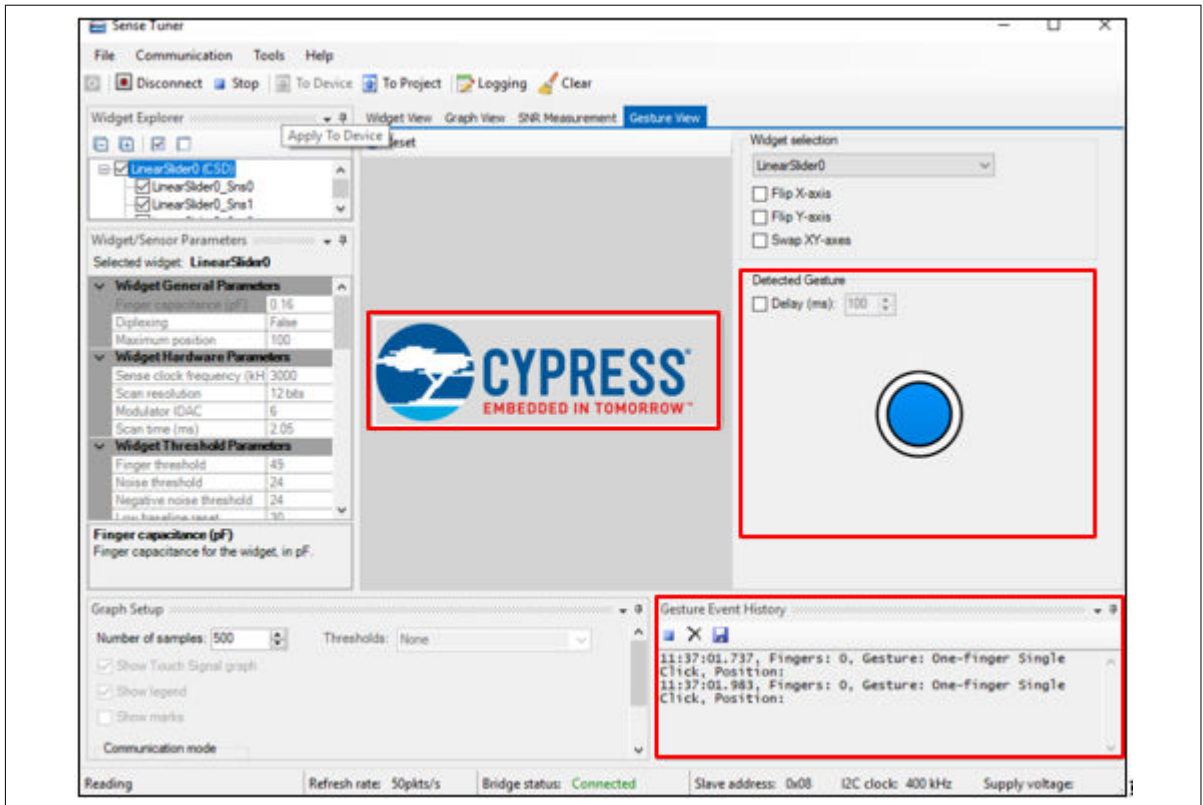 Sense Tuner
File Communication Tools Help
Disconnect Stop To Device To Project Logging Clear
Widget Explorer
Apply To Device
LinearSlider0 (CSD)
LinearSlider0_Sns0
LinearSlider0_Sns1
Widget View Graph View SNR Measurement Gesture View
Widget selection
LinearSlider0
Flip X-axis
Flip Y-axis
Swap XY-axes
Widget/Sensor Parameters
Selected widget: LinearSlider0
Widget General Parameters
Finger capacitance (pF) 0.16
Diplexing False
Maximum position 100
Widget Hardware Parameters
Sense clock frequency (kH 3000
Scan resolution 12 bits
Modulator IDAC 6
Scan time (ms) 2.05
Widget Threshold Parameters
Finger threshold 49
Noise threshold 24
Negative noise threshold 24
Low baseline reset 30
Finger capacitance (pF)
Finger capacitance for the widget, in pF.
CYPRESS
EMBEDDED IN TOMORROW™
Detected Gesture
Delay (ms): 100
Graph Setup
Number of samples: 500 Thresholds: None
Show Touch Signal graph
Show legend
Show marks
Communication mode
Gesture Event History
11:37:01.737, Fingers: 0, Gesture: One-finger Single
Click, Position:
11:37:01.983, Fingers: 0, Gesture: One-finger Single
Click, Position:
Reading Refresh rate: 50pkts/s Bridge status: Connected Slave address: 0x08 I2C clock: 400 kHz Supply voltage: